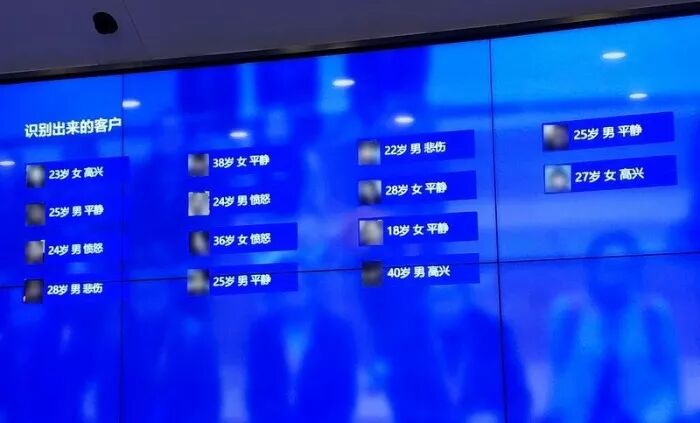 识别出来的客户
23岁 女 高兴
25岁 男 平静
24岁 男 愤怒
28岁 男 悲伤
38岁 女 平静
24岁 男 愤怒
36岁 女 愤怒
25岁 男 平静
22岁 男 悲伤
28岁 女 平静
18岁 女 平静
40岁 男 高兴
25岁 男 平静
27岁 女 高兴